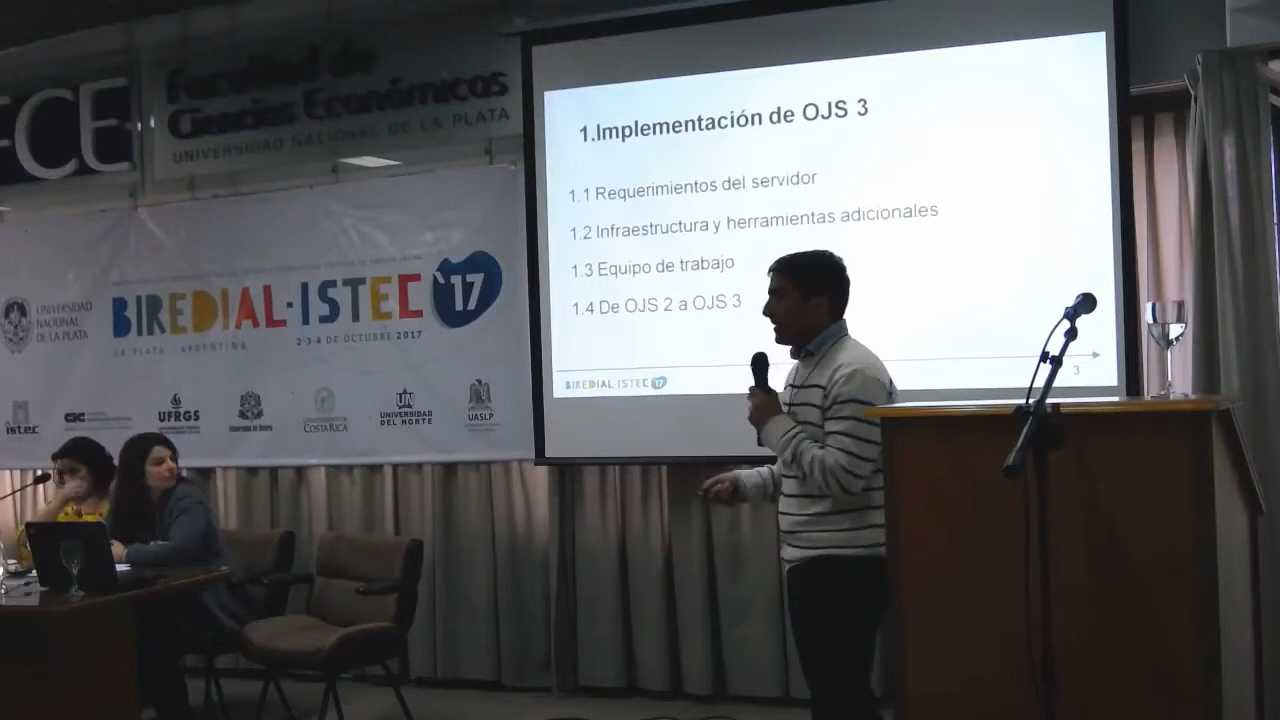 FCE
Facultad de
Ciencias Económicas
UNIVERSIDAD NACIONAL DE LA PLATA
UNIVERSIDAD
NACIONAL
DE LA PLATA
BIREDIAL-ISTEC '17
LA PLATA - ARGENTINA
2-3-4 DE OCTUBRE 2017
istec
UFRGS
COSTA RICA
UN
UNIVERSIDAD
DEL NORTE
UASLP
1.Implementación de OJS 3
1.1 Requerimientos del servidor
1.2 Infraestructura y herramientas adicionales
1.3 Equipo de trabajo
1.4 De OJS 2 a OJS 3
BIREDIAL ISTEC '17
3